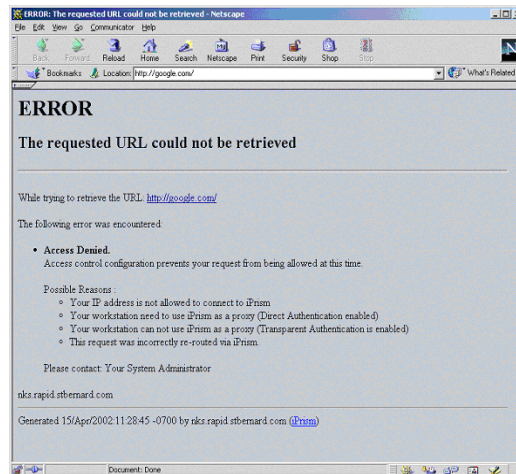 ERROR: The requested URL could not be retrieved - Netscape
File Edit View Go Communicator Help
Back Forward Reload Home Search Netscape Print Security Shop Stop
Bookmarks Location: http://google.com/ What's Related
ERROR
The requested URL could not be retrieved
While trying to retrieve the URL: http://google.com/
The following error was encountered:
• Access Denied.
Access control configuration prevents your request from being allowed at this time.
Possible Reasons :
Your IP address is not allowed to connect to iPrism
Your workstation need to use iPrism as a proxy (Direct Authentication enabled)
Your workstation can not use iPrism as a proxy (Transparent Authentication is enabled)
This request was incorrectly re-routed via iPrism.
Please contact: Your System Administrator
nks.rapid.stbernard.com
Generated 15/Apr/2002:11:28:45 -0700 by nks.rapid.stbernard.com (iPrism)
Document: Done